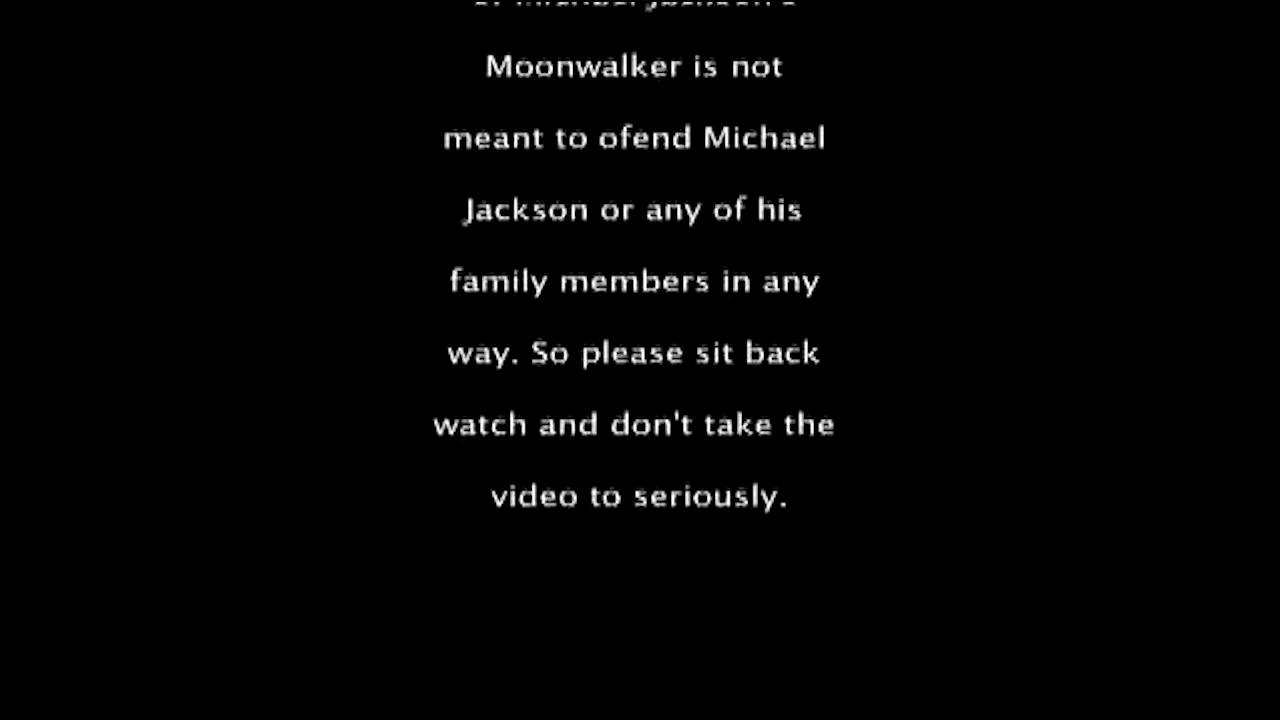 Moonwalker is not
meant to ofend Michael
Jackson or any of his
family members in any
way. So please sit back
watch and don't take the
video to seriously.